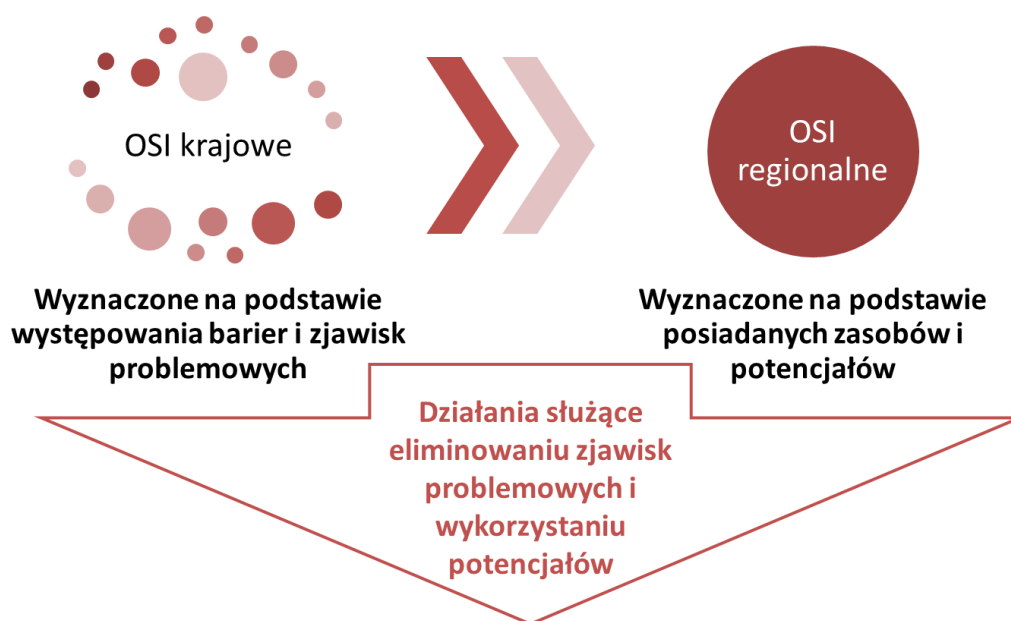 OSI krajowe
OSI
regionalne
Wyznaczone na podstawie
występowania barier i zjawisk
problemowych
Wyznaczone na podstawie
posiadanych zasobów i
potencjałów
Działania służące
eliminowaniu zjawisk
problemowych i
wykorzystaniu
potencjałów